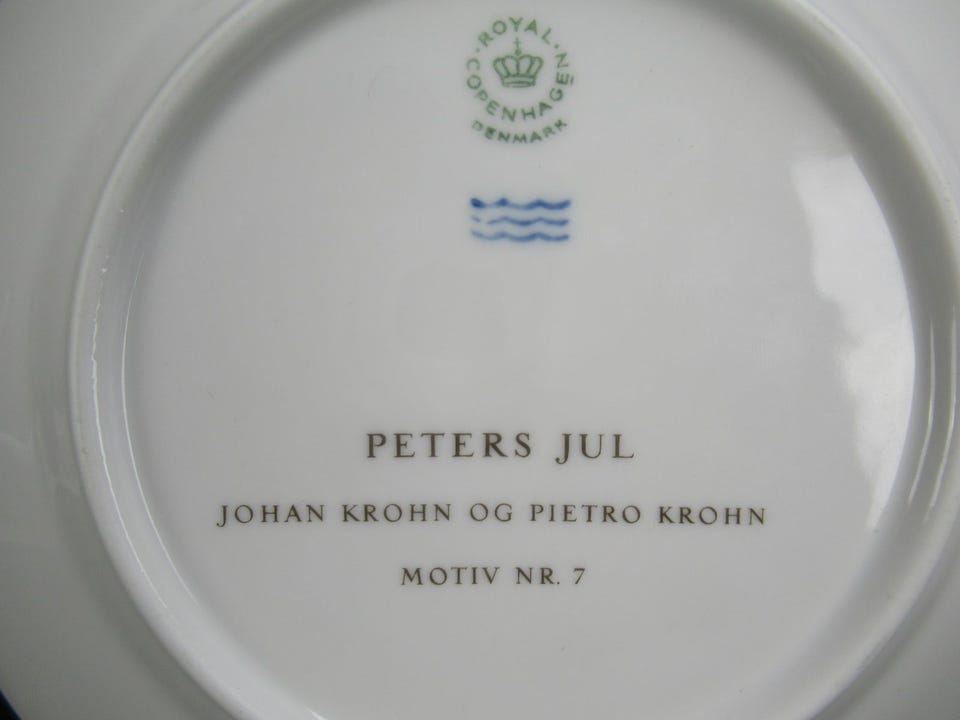 ROYAL COPENHAGEN
DENMARK
PETERS JUL
JOHAN KROHN OG PIETRO KROHN
MOTIV NR. 7